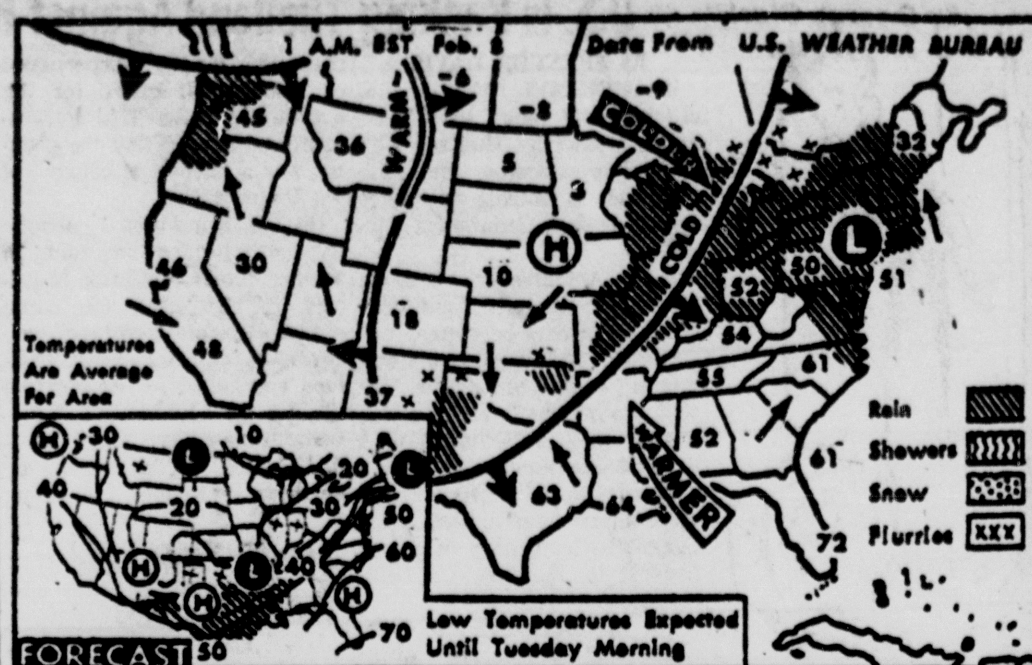 1 A.M. EST Feb. 8 Data From U.S. WEATHER BUREAU
-6
-8
-9
45
36
WARM
5
3
COLDER
32
H
COLD
L
46
30
10
50
51
52
18
54
48
Temperatures
Are Average
For Area
37
55
61
52
WARMER
61
63
64
72
Rain
Showers
Snow
Flurries XXX
H
30
L
10
20
L
40
20
30
50
60
H
L
40
H
H
70
50
FORECAST
Low Temperatures Expected
Until Tuesday Morning